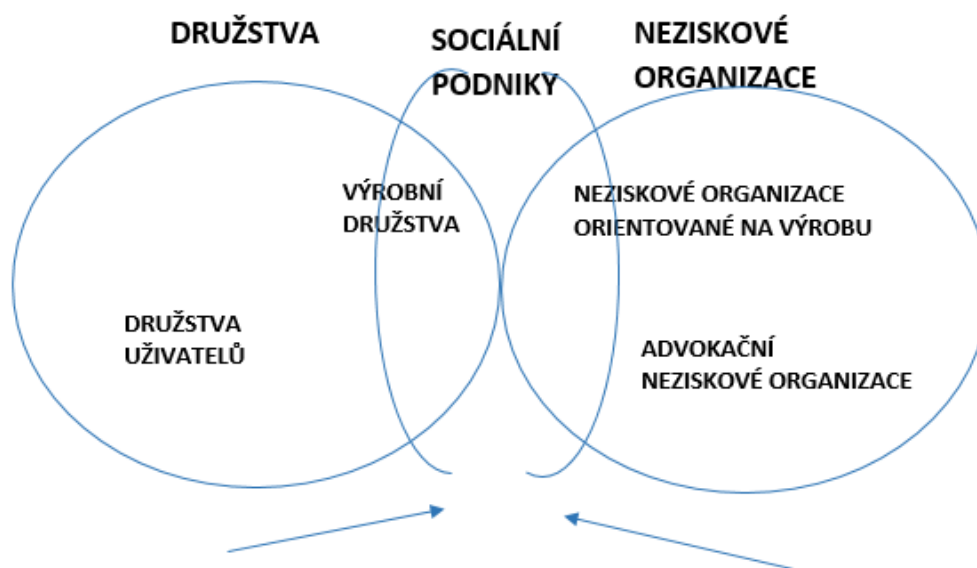 DRUŽSTVA
SOCIÁLNÍ
PODNIKY
NEZISKOVÉ
ORGANIZACE
VÝROBNÍ
DRUŽSTVA
NEZISKOVÉ ORGANIZACE
ORIENTOVANÉ NA VÝROBU
DRUŽSTVA
UŽIVATELŮ
ADVOKAČNÍ
NEZISKOVÉ ORGANIZACE